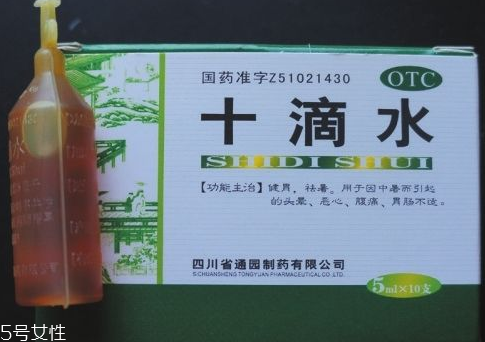 国药准字Z51021430
OTC
十滴水
SHIDI SHUI
【功能主治】健胃，祛暑。用于因中暑而引起
的头晕、恶心、腹痛、胃肠不适。
四川省通园制药有限公司
SICHUANSHENG TONGYUAN PHARMACEUTICAL CO.,LTD.
5ml×10支
5号女性